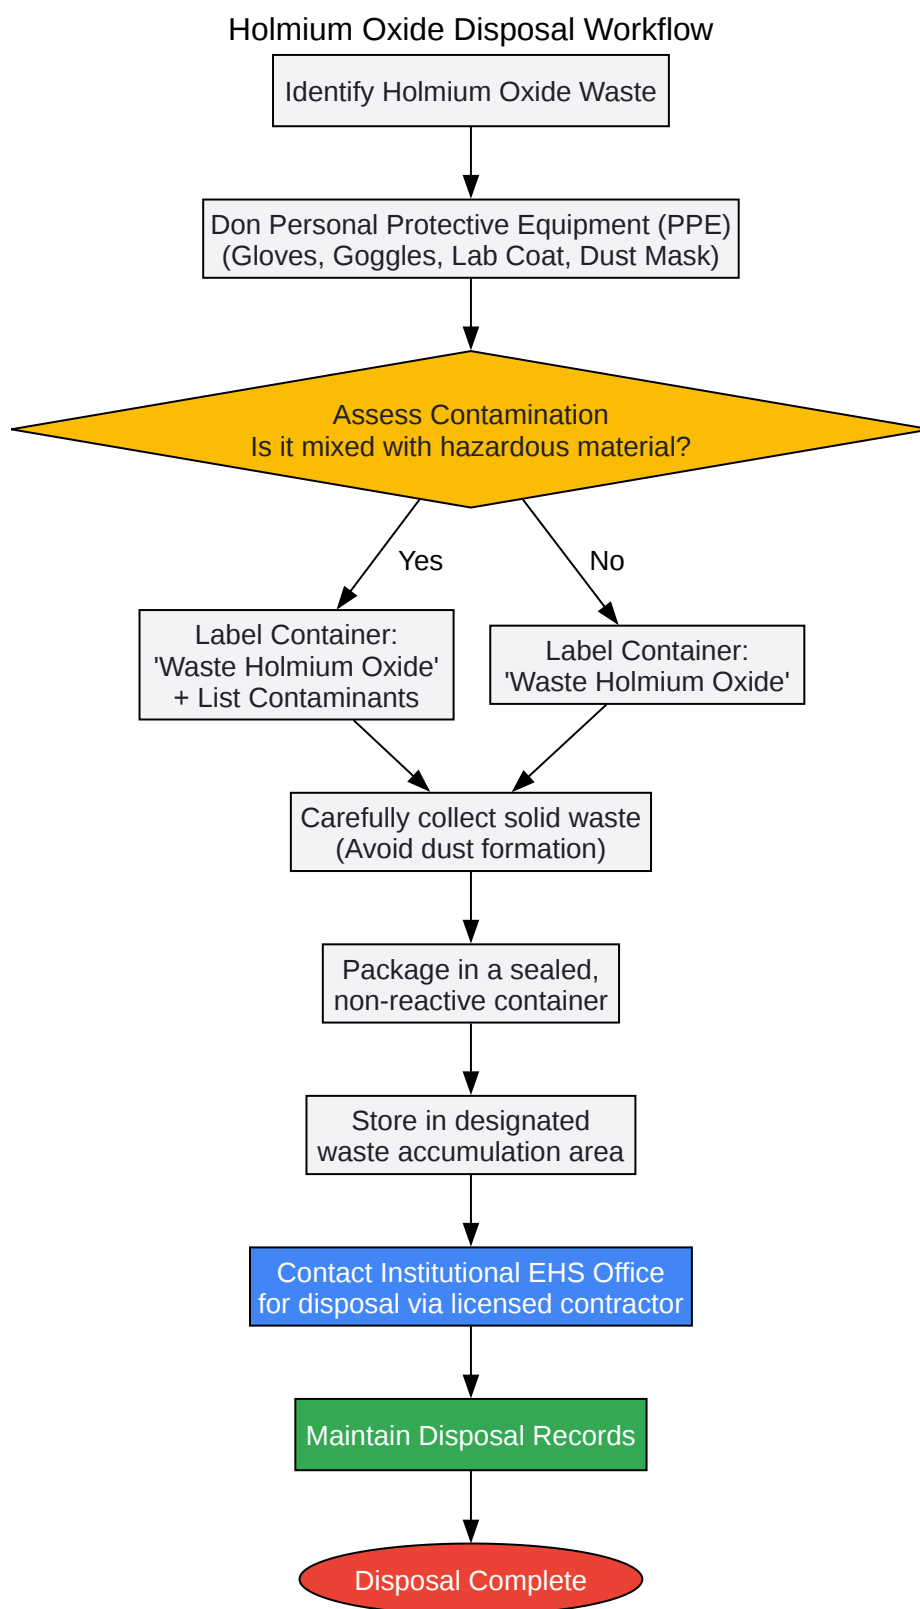 Holmium Oxide Disposal Workflow
Identify Holmium Oxide Waste
Don Personal Protective Equipment (PPE)
(Gloves, Goggles, Lab Coat, Dust Mask)
Assess Contamination
Is it mixed with hazardous material?
Yes
No
Label Container:
'Waste Holmium Oxide'
+ List Contaminants
Label Container:
'Waste Holmium Oxide'
Carefully collect solid waste
(Avoid dust formation)
Package in a sealed,
non-reactive container
Store in designated
waste accumulation area
Contact Institutional EHS Office
for disposal via licensed contractor
Maintain Disposal Records
Disposal Complete